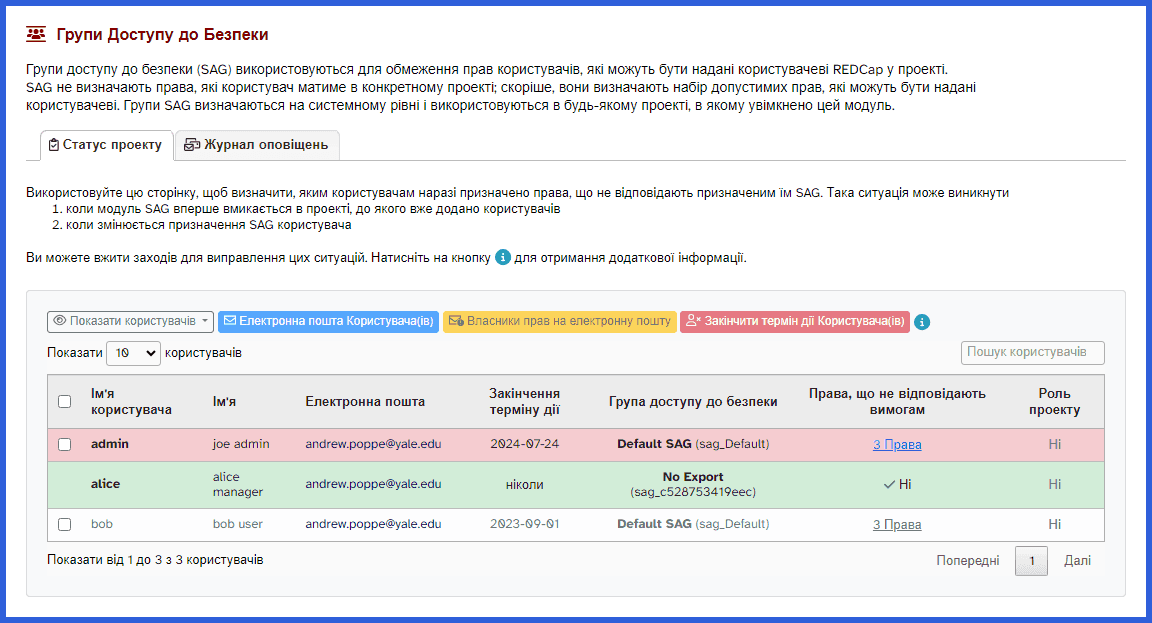 Групи Доступу до Безпеки
Групи доступу до безпеки (SAG) використовуються для обмеження прав користувачів, які можуть бути надані користувачеві REDCap у проекті.
SAG не визначають права, які користувач матиме в конкретному проекті; скоріше, вони визначають набір допустимих прав, які можуть бути надані
користувачеві. Групи SAG визначаються на системному рівні і використовуються в будь-якому проекті, в якому увімкнено цей модуль.
Статус проекту Журнал оповіщень
Використовуйте цю сторінку, щоб визначити, яким користувачам наразі призначено права, що не відповідають призначеним їм SAG. Така ситуація може виникнути
1. коли модуль SAG вперше вмикається в проекті, до якого вже додано користувачів
2. коли змінюється призначення SAG користувача
Ви можете вжити заходів для виправлення цих ситуацій. Натисніть на кнопку i для отримання додаткової інформації.
Показати користувачів Електронна пошта Користувача(ів) Власники прав на електронну пошту Закінчити термін дії Користувача(ів) i
Показати 10 користувачів Пошук користувачів
Ім'я користувача Ім'я Електронна пошта Закінчення терміну дії Група доступу до безпеки Права, що не відповідають вимогам Роль проекту
admin joe admin andrew.poppe@yale.edu 2024-07-24 Default SAG (sag_Default) 3 Права Ні
alice alice manager andrew.poppe@yale.edu ніколи No Export (sag_c528753419eec) Ні Ні
bob bob user andrew.poppe@yale.edu 2023-09-01 Default SAG (sag_Default) 3 Права Ні
Показати від 1 до 3 з 3 користувачів Попередні 1 Далі